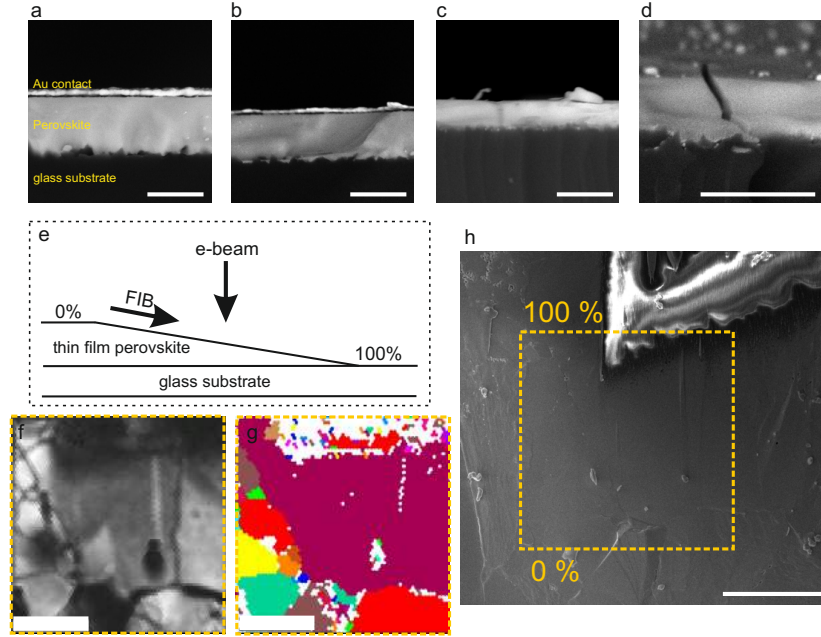 a
b
c
d
Au contact
Perovskite
glass substrate
e
e-beam
FIB
0%
100%
thin film perovskite
glass substrate
h
100 %
0 %
f
g